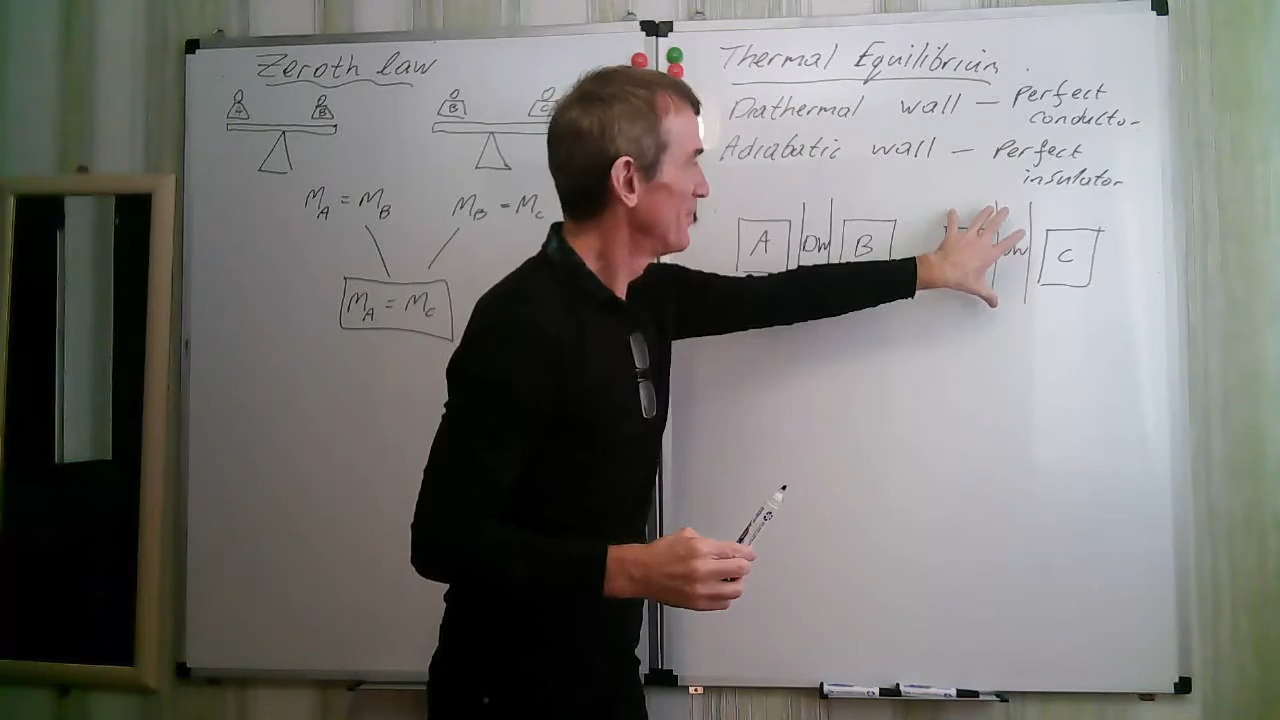 Zeroth law
A B
B C
M_A = M_B M_B = M_C
M_A = M_C
Thermal Equilibrium
Diathermal wall – Perfect
conductor
Adiabatic wall – Perfect
insulator
A DW B C